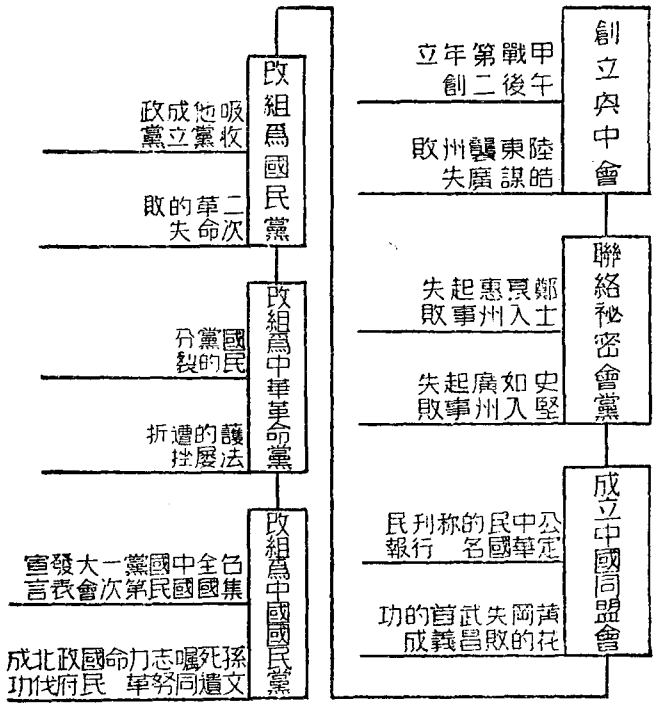 創立興中會
甲午戰後第二年創立
陸皓東謀襲廣州失敗
聯絡祕密會黨
鄭士良入惠州起事失敗
史堅如入廣州起事失敗
成立中國同盟會
公定中華民國的名称 刊行民報
黃花岡的失敗武昌首義的成功
改組爲國民黨
吸收他黨成立政黨
二次革命的失敗
改組爲中華革命黨
國民黨的分裂
護法的屢遭挫折
改組爲中國國民黨
召集全國中國國民黨第一次大會發表宣言
孫文死遺囑同志努力革命 國民政府北伐成功